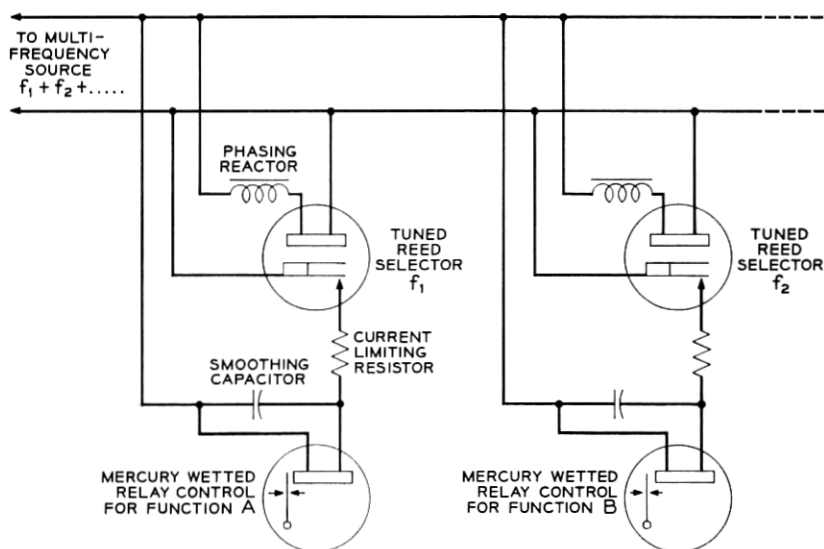 TO MULTI-
FREQUENCY
SOURCE
f₁ + f₂ + .....
PHASING
REACTOR
TUNED
REED
SELECTOR
f₁
CURRENT
LIMITING
RESISTOR
SMOOTHING
CAPACITOR
MERCURY WETTED
RELAY CONTROL
FOR FUNCTION A
TUNED
REED
SELECTOR
f₂
MERCURY WETTED
RELAY CONTROL
FOR FUNCTION B